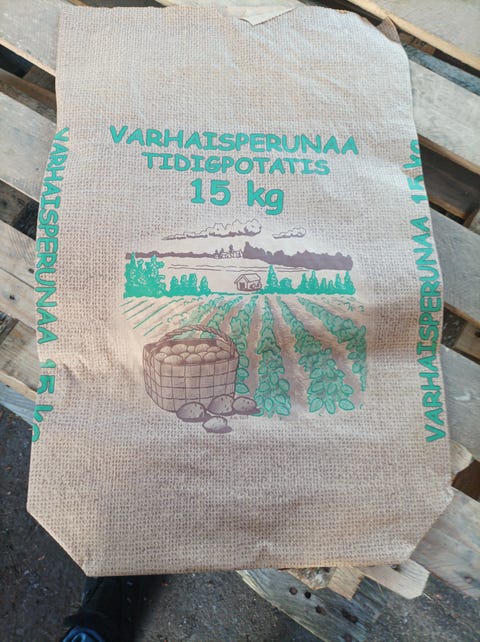 VARHAISPERUNAA
TIDIGPOTATIS
15 kg
VARHAISPERUNAA 15 kg
VARHAISPERUNAA 15 kg